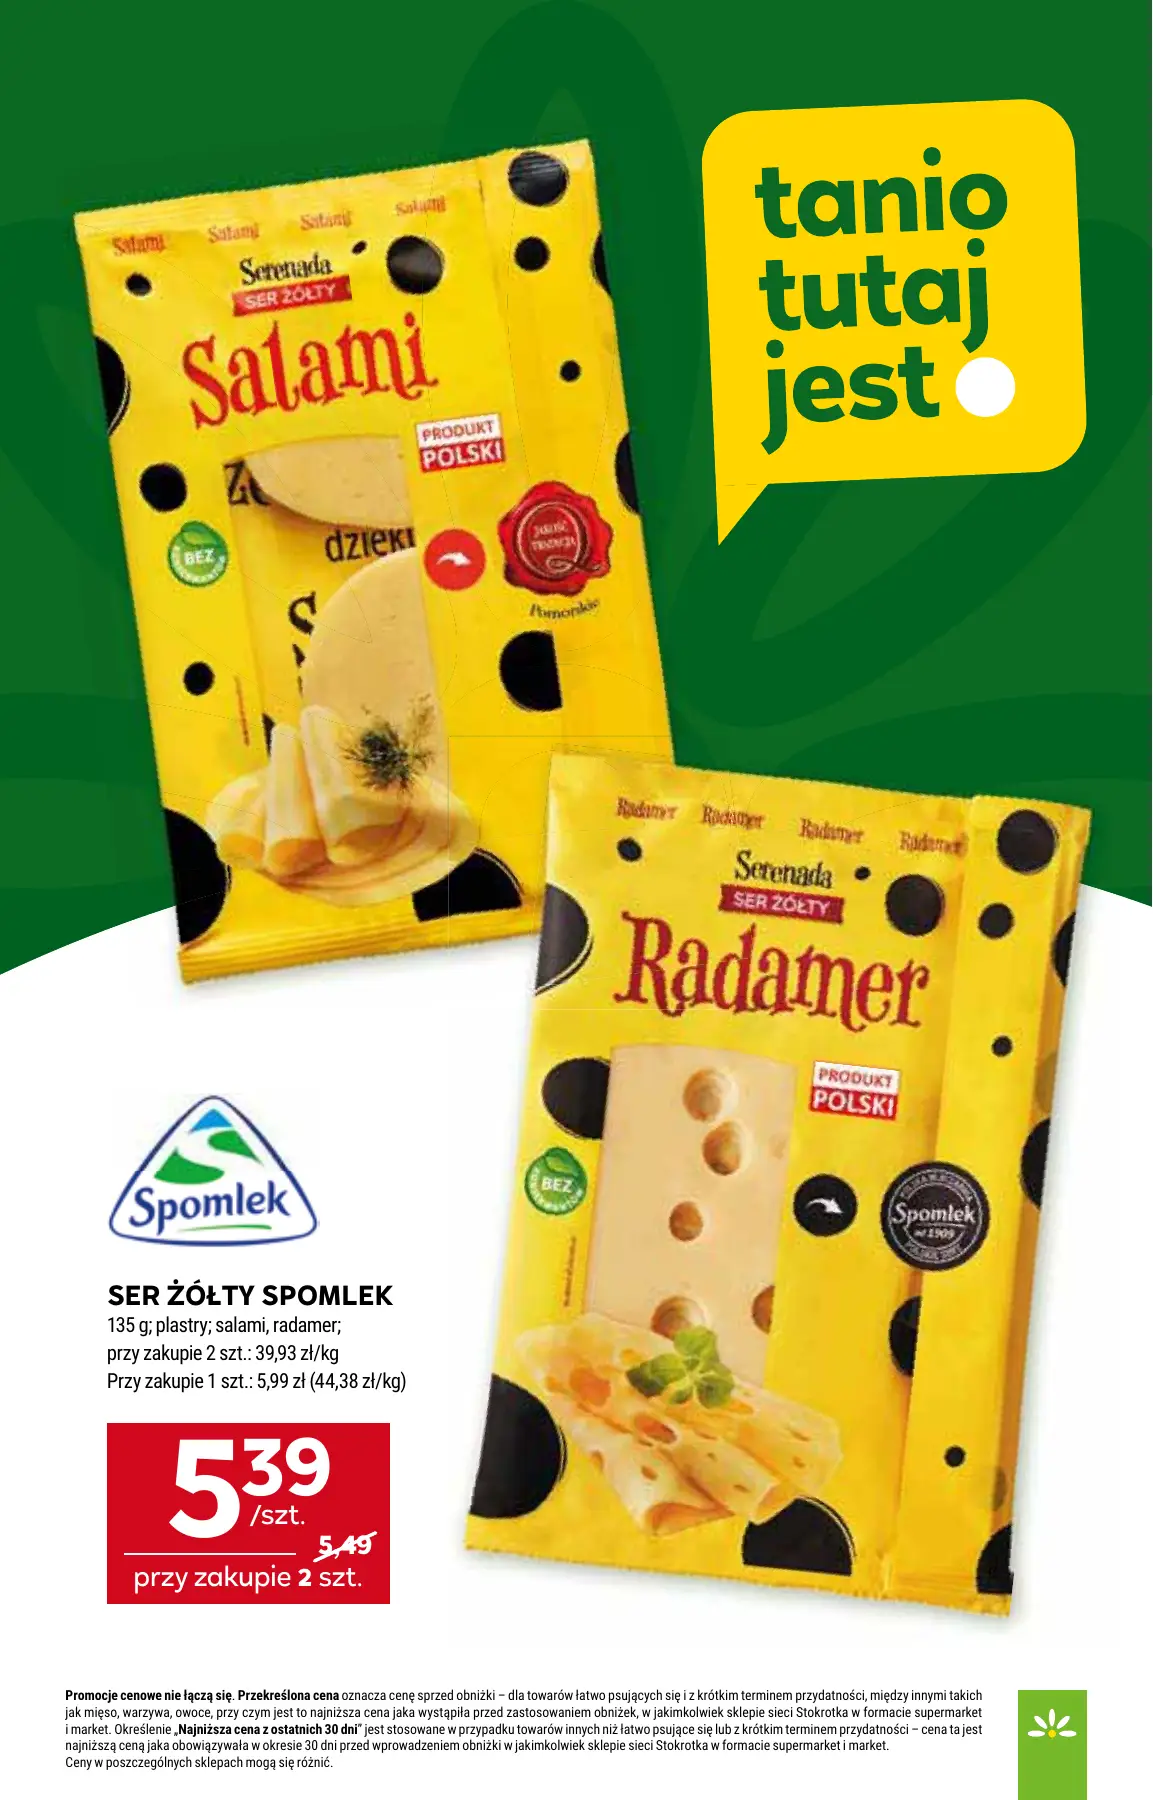 tanio
tutaj
jest
Salami Salami Salami Salami
Serenada
SER ŻÓŁTY
Salami
PRODUKT
POLSKI
dzięki
BEZ
JAKOŚĆ
TRADYCJA
Pomorskie
Radamer Radamer Radamer Radamer
Serenada
SER ŻÓŁTY
Radamer
PRODUKT
POLSKI
BEZ
KONSERWANTÓW
Spomlek
od 1909
Spomlek
SER ŻÓŁTY SPOMLEK
135 g; plastry; salami, radamer;
przy zakupie 2 szt.: 39,93 zł/kg
Przy zakupie 1 szt.: 5,99 zł (44,38 zł/kg)
5 39
/szt.
5,49
przy zakupie 2 szt.
Promocje cenowe nie łączą się. Przekreślona cena oznacza cenę sprzed obniżki – dla towarów łatwo psujących się i z krótkim terminem przydatności, między innymi takich
jak mięso, warzywa, owoce, przy czym jest to najniższa cena jaka wystąpiła przed zastosowaniem obniżek, w jakimkolwiek sklepie sieci Stokrotka w formacie supermarket
i market. Określenie „Najniższa cena z ostatnich 30 dni” jest stosowane w przypadku towarów innych niż łatwo psujące się lub z krótkim terminem przydatności – cena ta jest
najniższą ceną jaka obowiązywała w okresie 30 dni przed wprowadzeniem obniżki w jakimkolwiek sklepie sieci Stokrotka w formacie supermarket i market.
Ceny w poszczególnych sklepach mogą się różnić.